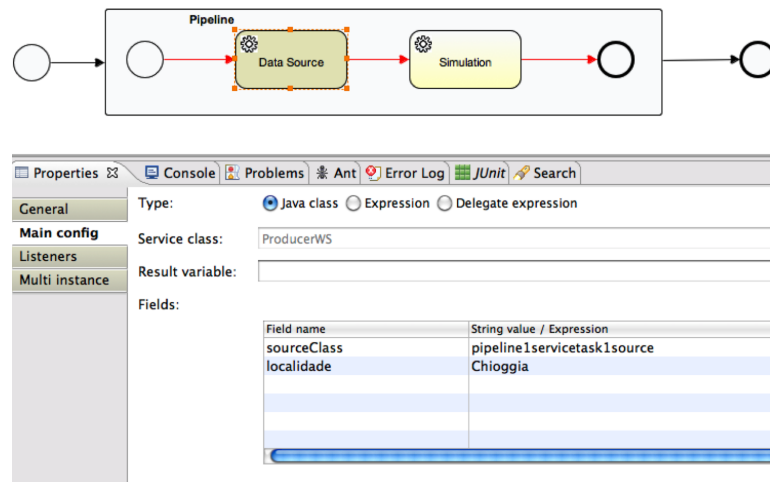 Pipeline
Data Source
Simulation
Properties Console Problems Ant Error Log JUnit Search
General
Main config
Listeners
Multi instance
Type: Java class Expression Delegate expression
Service class: ProducerWS
Result variable:
Fields:
Field name String value / Expression
sourceClass pipeline1servicetask1source
localidade Chioggia